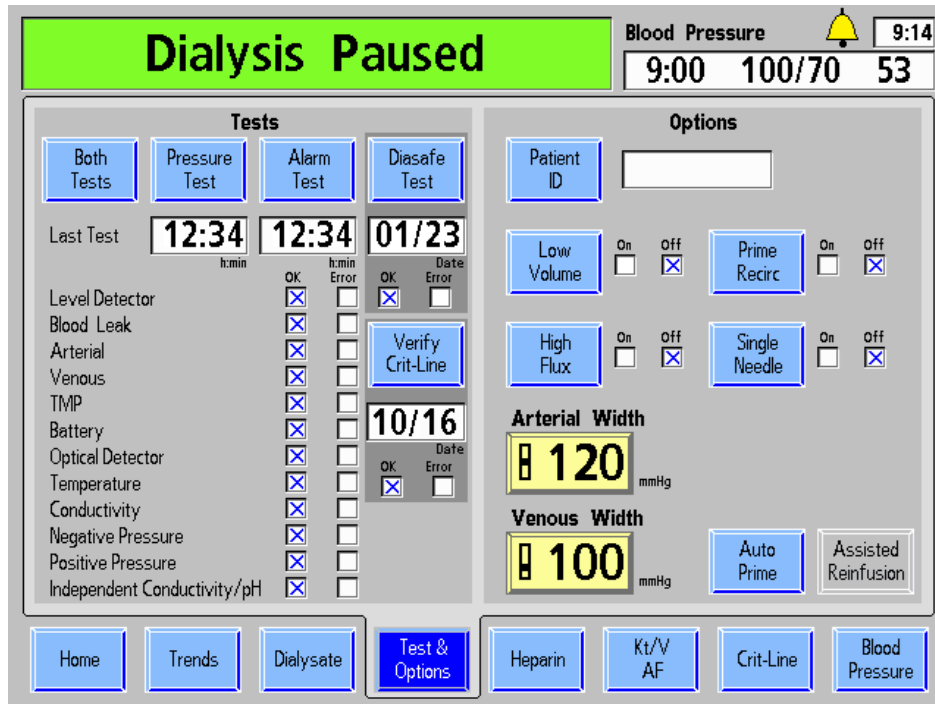 Dialysis Paused
Blood Pressure
9:14
9:00 100/70 53
Tests
Both Tests
Pressure Test
Alarm Test
Diasafe Test
Last Test
12:34
h:min
12:34
h:min
01/23
Date
OK Error
OK Error
Level Detector
Blood Leak
Arterial
Venous
TMP
Battery
Optical Detector
Temperature
Conductivity
Negative Pressure
Positive Pressure
Independent Conductivity/pH
Verify
Crit-Line
10/16
Date
OK Error
Options
Patient
ID
Low
Volume
On Off
Prime
Recirc
On Off
High
Flux
On Off
Single
Needle
On Off
Arterial Width
120 mmHg
Venous Width
100 mmHg
Auto
Prime
Assisted
Reinfusion
Home
Trends
Dialysate
Test &
Options
Heparin
Kt/V
AF
Crit-Line
Blood
Pressure